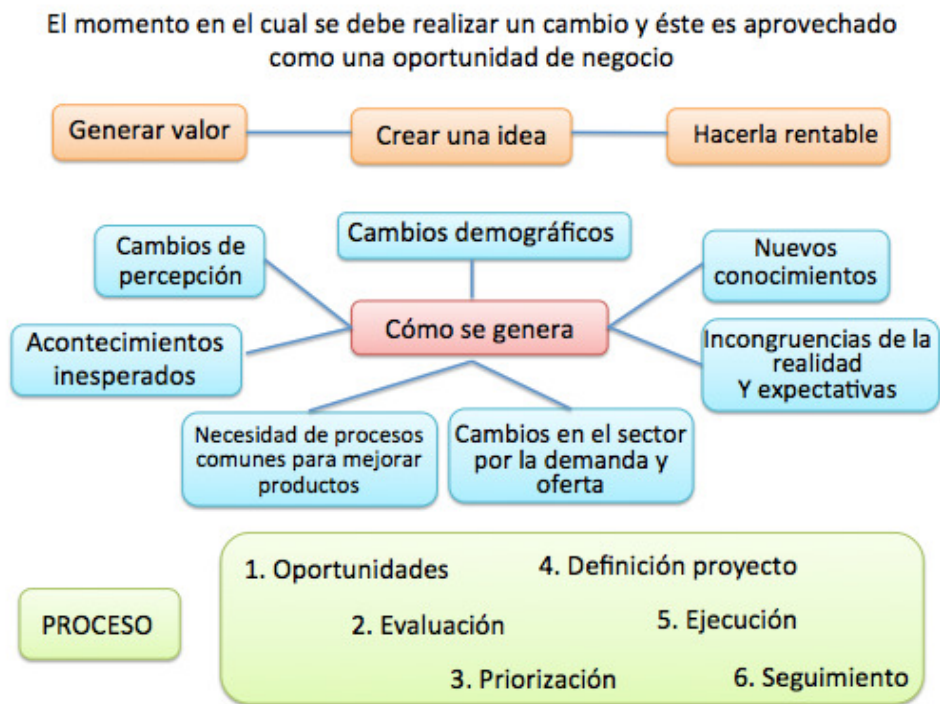 El momento en el cual se debe realizar un cambio y éste es aprovechado
como una oportunidad de negocio
Generar valor
Crear una idea
Hacerla rentable
Cambios demográficos
Cambios de
percepción
Nuevos
conocimientos
Cómo se genera
Acontecimientos
inesperados
Incongruencias de la
realidad
Y expectativas
Necesidad de procesos
comunes para mejorar
productos
Cambios en el sector
por la demanda y
oferta
PROCESO
1. Oportunidades
2. Evaluación
3. Priorización
4. Definición proyecto
5. Ejecución
6. Seguimiento